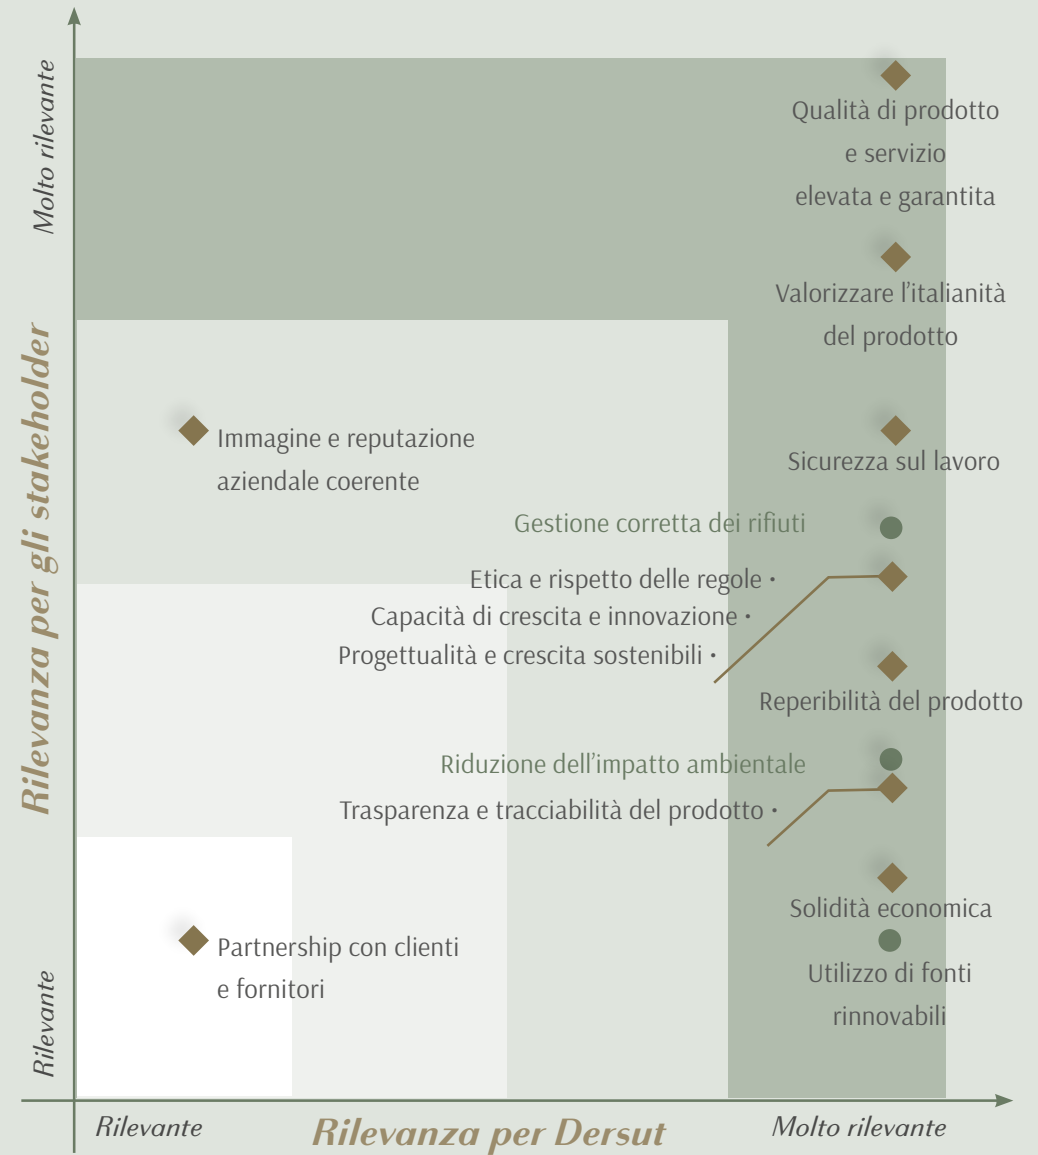 Molto rilevante
Rilevanza per gli stakeholder
Rilevante
Qualità di prodotto
e servizio
elevata e garantita
Valorizzare l'italianità
del prodotto
Immagine e reputazione
aziendale coerente
Sicurezza sul lavoro
Gestione corretta dei rifiuti
Etica e rispetto delle regole •
Capacità di crescita e innovazione •
Progettualità e crescita sostenibili •
Reperibilità del prodotto
Riduzione dell'impatto ambientale
Trasparenza e tracciabilità del prodotto •
Solidità economica
Partnership con clienti
e fornitori
Utilizzo di fonti
rinnovabili
Rilevante
Rilevanza per Dersut
Molto rilevante